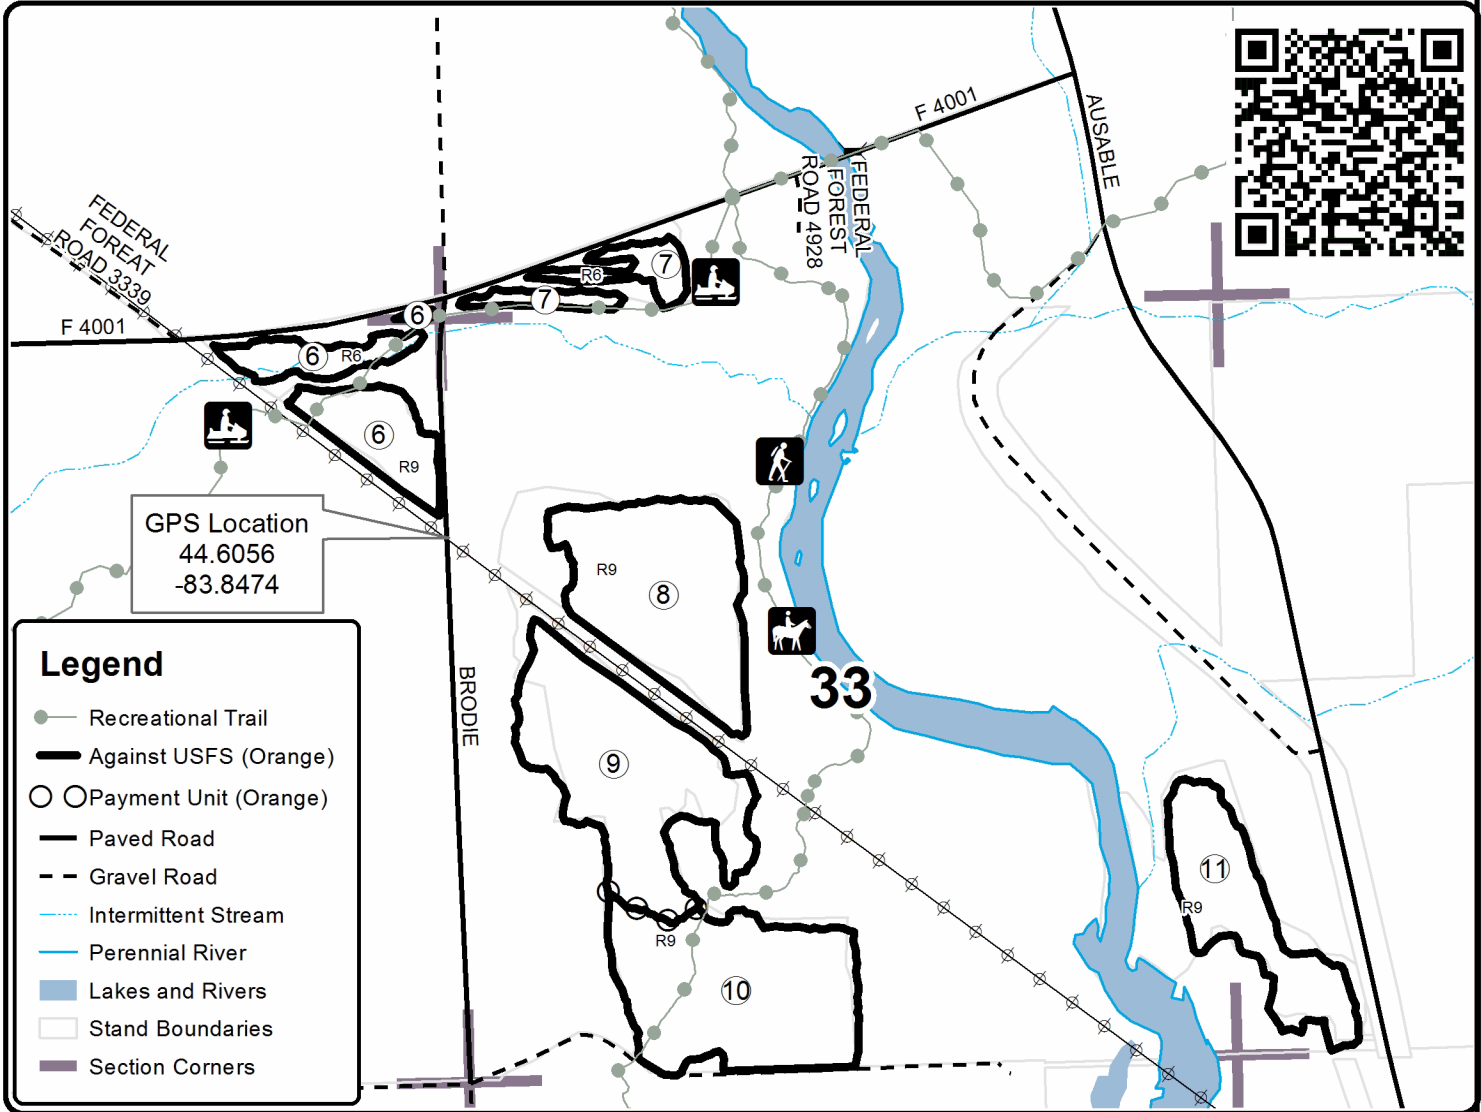 F 4001
AUSABLE
FEDERAL
FOREST
ROAD 4928
FEDERAL
FOREAT
ROAD 3339
F 4001
7
R6
7
6
6
R6
6
R9
GPS Location
44.6056
-83.8474
R9
8
33
BRODIE
9
11
R9
R9
10
Legend
Recreational Trail
Against USFS (Orange)
Payment Unit (Orange)
Paved Road
Gravel Road
Intermittent Stream
Perennial River
Lakes and Rivers
Stand Boundaries
Section Corners